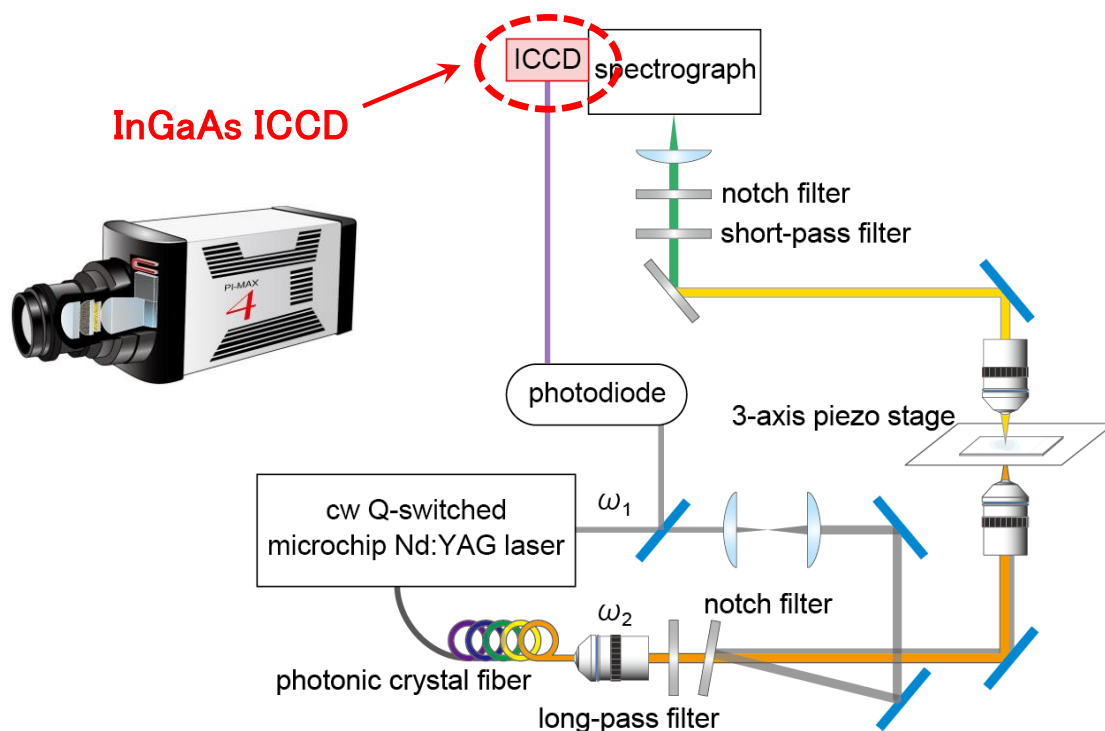 ICCD
spectrograph
InGaAs ICCD
notch filter
short-pass filter
PI-MAX
4
photodiode
3-axis piezo stage
cw Q-switched
microchip Nd:YAG laser
ω1
notch filter
ω2
photonic crystal fiber
long-pass filter